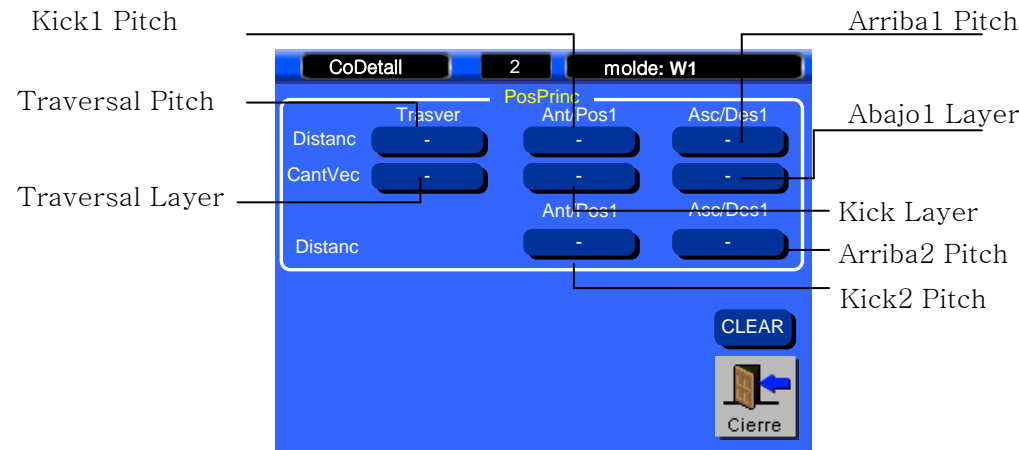 Kick1 Pitch
Arriba1 Pitch
CoDetall 2 molde: W1
Traversal Pitch
PosPrinc
Trasver Ant/Pos1 Asc/Des1
Abajo1 Layer
Distanc - - -
CantVec - - -
Traversal Layer
Ant/Pos1 Asc/Des1
Kick Layer
Distanc - -
Arriba2 Pitch
Kick2 Pitch
CLEAR
Cierre